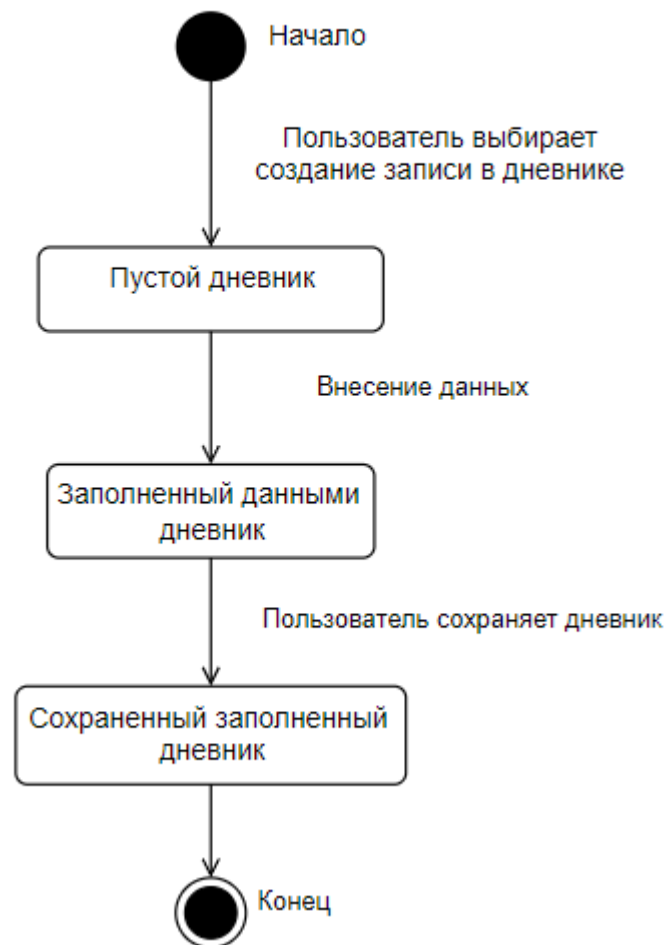 Начало
Пользователь выбирает
создание записи в дневнике
Пустой дневник
Внесение данных
Заполненный данными
дневник
Пользователь сохраняет дневник
Сохраненный заполненный
дневник
Конец